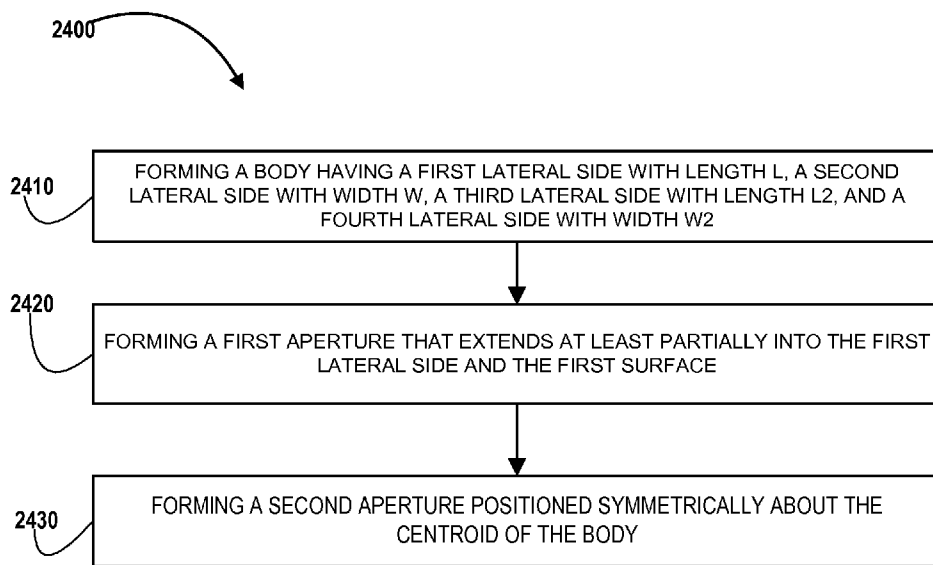 2400
2410
FORMING A BODY HAVING A FIRST LATERAL SIDE WITH LENGTH L, A SECOND
LATERAL SIDE WITH WIDTH W, A THIRD LATERAL SIDE WITH LENGTH L2, AND A
FOURTH LATERAL SIDE WITH WIDTH W2
2420
FORMING A FIRST APERTURE THAT EXTENDS AT LEAST PARTIALLY INTO THE FIRST
LATERAL SIDE AND THE FIRST SURFACE
2430
FORMING A SECOND APERTURE POSITIONED SYMMETRICALLY ABOUT THE
CENTROID OF THE BODY